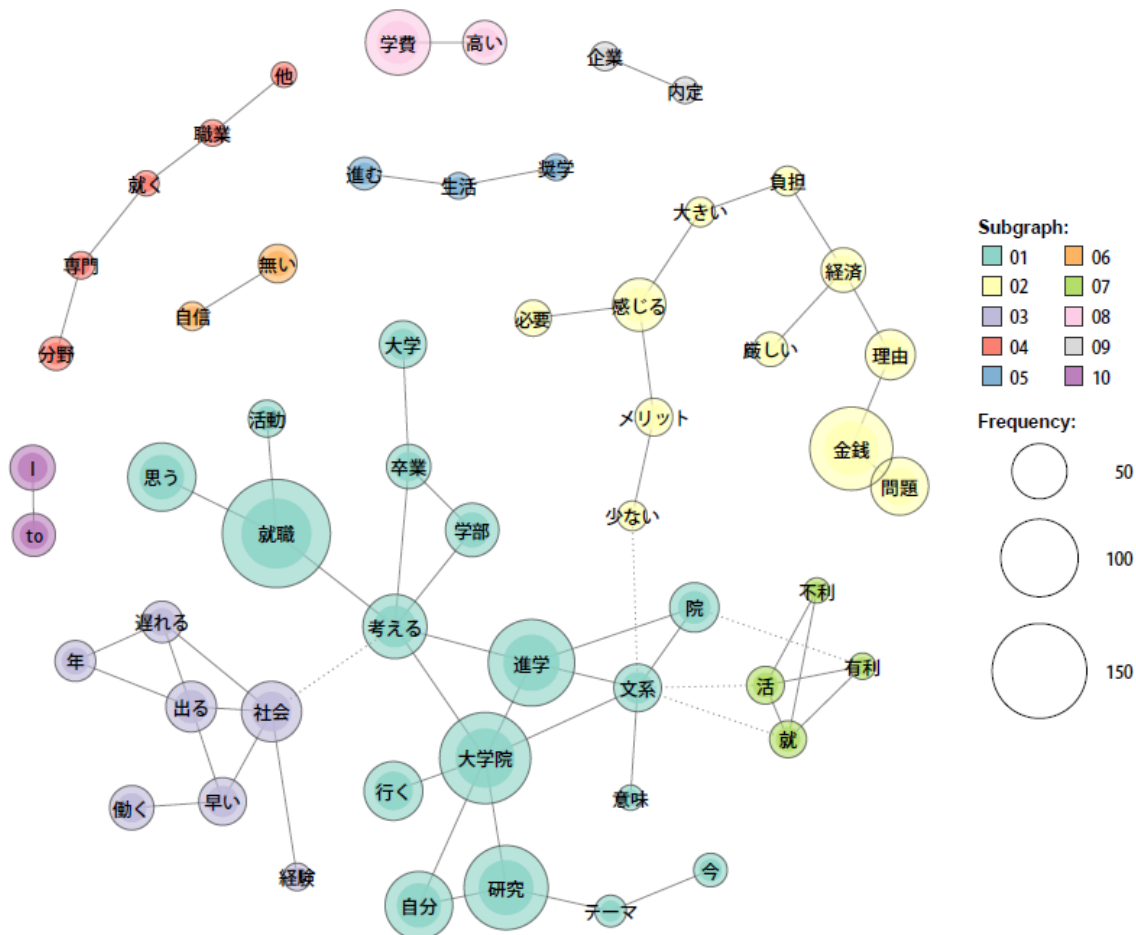 学費
高い
企業
内定
他
職業
就く
専門
分野
進む
生活
奨学
無い
自信
負担
大きい
経済
感じる
必要
厳しい
理由
メリット
金銭
問題
少ない
大学
活動
卒業
思う
就職
学部
I
to
考える
進学
院
文系
不利
有利
活
就
遅れる
年
出る
社会
働く
早い
経験
大学院
行く
意味
自分
研究
テーマ
今
Subgraph:
01
02
03
04
05
06
07
08
09
10
Frequency:
50
100
150